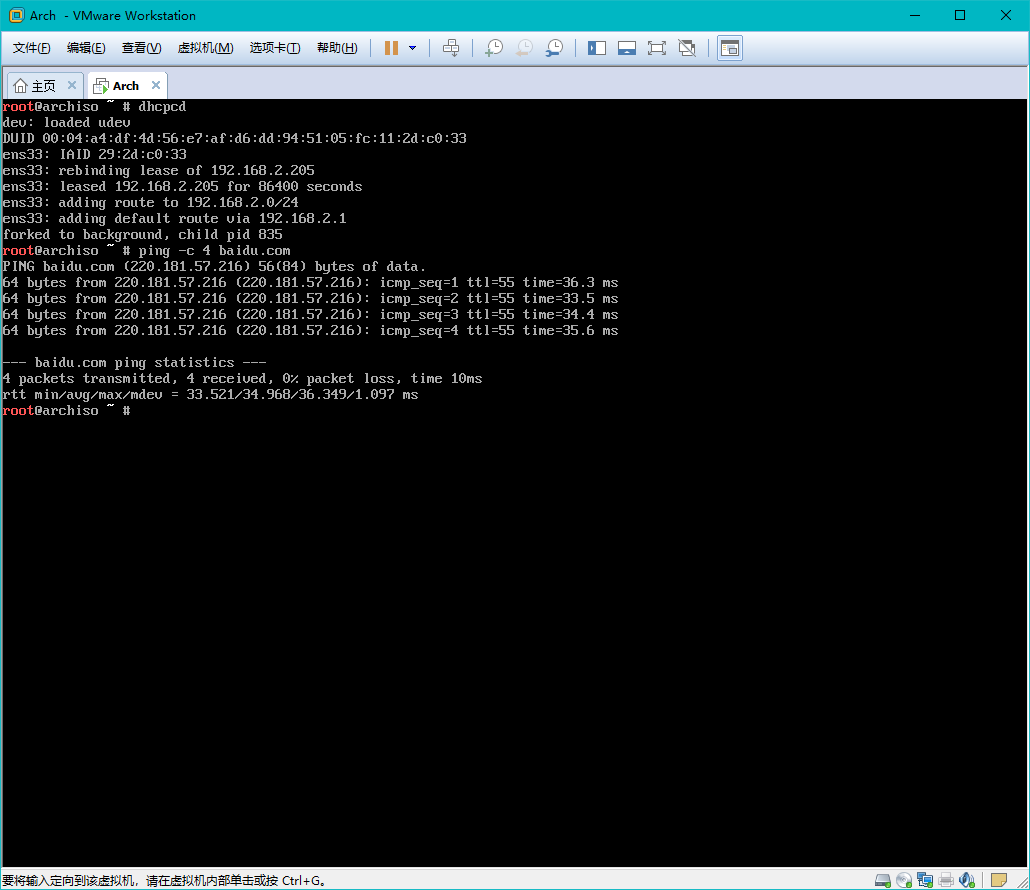 Arch - VMware Workstation
文件(F) 编辑(E) 查看(V) 虚拟机(M) 选项卡(T) 帮助(H)
主页 Arch
root@archiso ~ # dhcpcd
dev: loaded udev
DUID 00:04:a4:df:4d:56:e7:af:d6:dd:94:51:05:fc:11:2d:c0:33
ens33: IAID 29:2d:c0:33
ens33: rebinding lease of 192.168.2.205
ens33: leased 192.168.2.205 for 86400 seconds
ens33: adding route to 192.168.2.0/24
ens33: adding default route via 192.168.2.1
forked to background, child pid 835
root@archiso ~ # ping -c 4 baidu.com
PING baidu.com (220.181.57.216) 56(84) bytes of data.
64 bytes from 220.181.57.216 (220.181.57.216): icmp_seq=1 ttl=55 time=36.3 ms
64 bytes from 220.181.57.216 (220.181.57.216): icmp_seq=2 ttl=55 time=33.5 ms
64 bytes from 220.181.57.216 (220.181.57.216): icmp_seq=3 ttl=55 time=34.4 ms
64 bytes from 220.181.57.216 (220.181.57.216): icmp_seq=4 ttl=55 time=35.6 ms
--- baidu.com ping statistics ---
4 packets transmitted, 4 received, 0% packet loss, time 10ms
rtt min/avg/max/mdev = 33.521/34.968/36.349/1.097 ms
root@archiso ~ #
要将输入定向到该虚拟机，请在虚拟机内部单击或按 Ctrl+G。